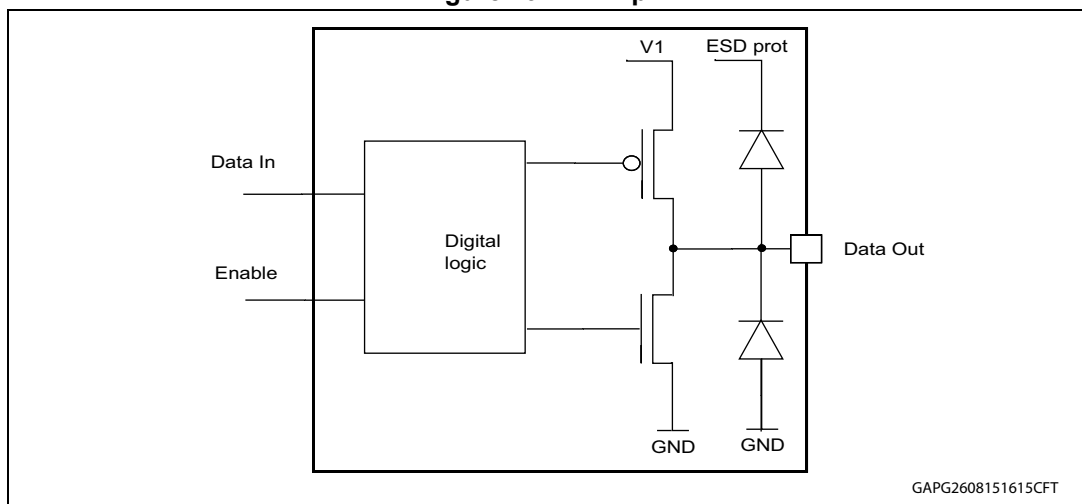 V1
ESD prot
Data In
Digital
logic
Data Out
Enable
GND
GND
GAPG2608151615CFT